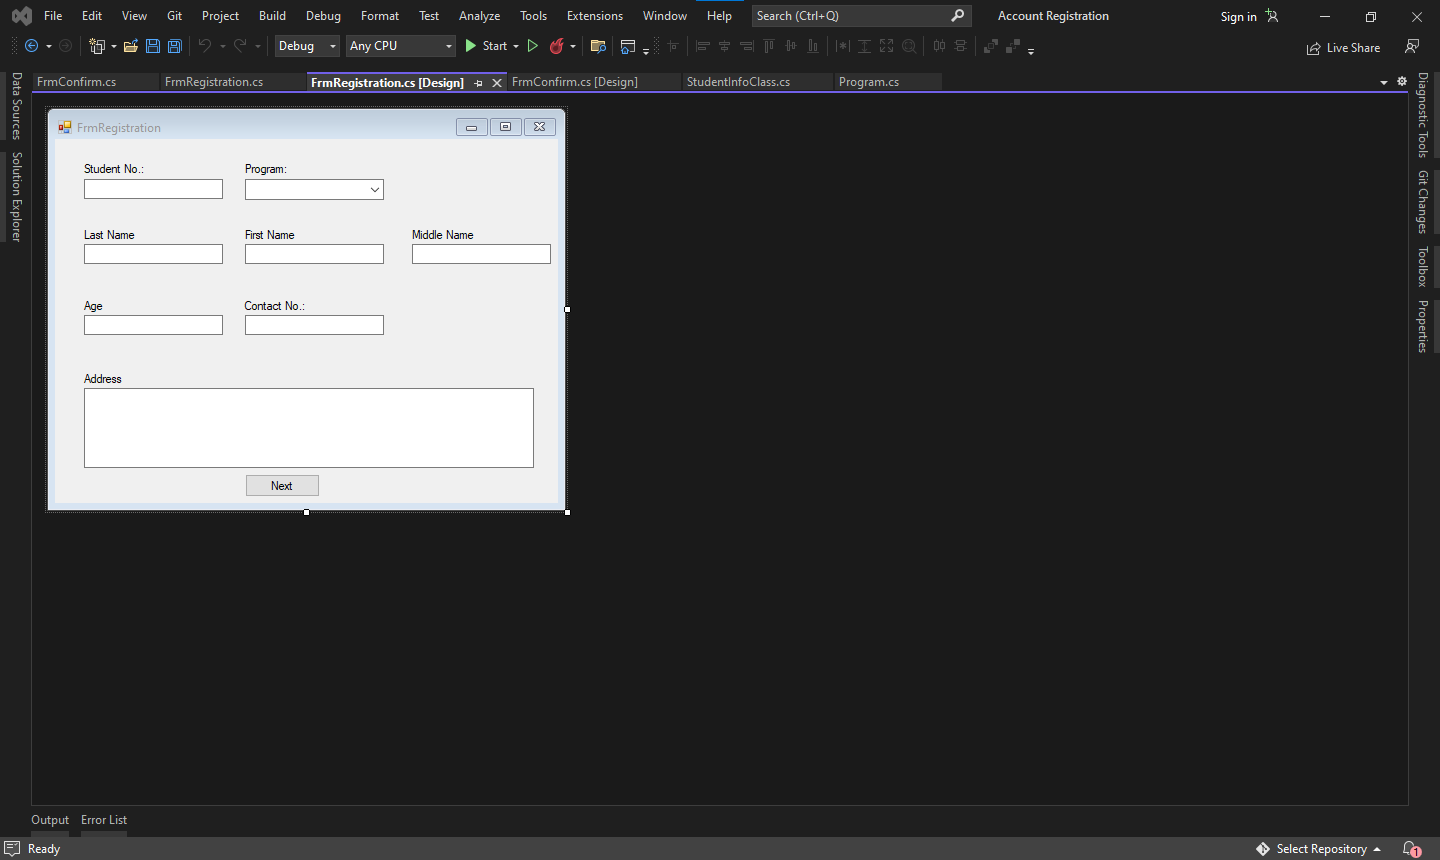 File Edit View Git Project Build Debug Format Test Analyze Tools Extensions Window Help Search (Ctrl+Q) Account Registration Sign in
Debug Any CPU Start Live Share
FrmConfirm.cs FrmRegistration.cs FrmRegistration.cs [Design] FrmConfirm.cs [Design] StudentInfoClass.cs Program.cs
Data Sources
Solution Explorer
FrmRegistration
Student No.: Program:
Last Name First Name Middle Name
Age Contact No.:
Address
Next
Diagnostic Tools
Git Changes
Toolbox
Properties
Output Error List
Ready Select Repository 1